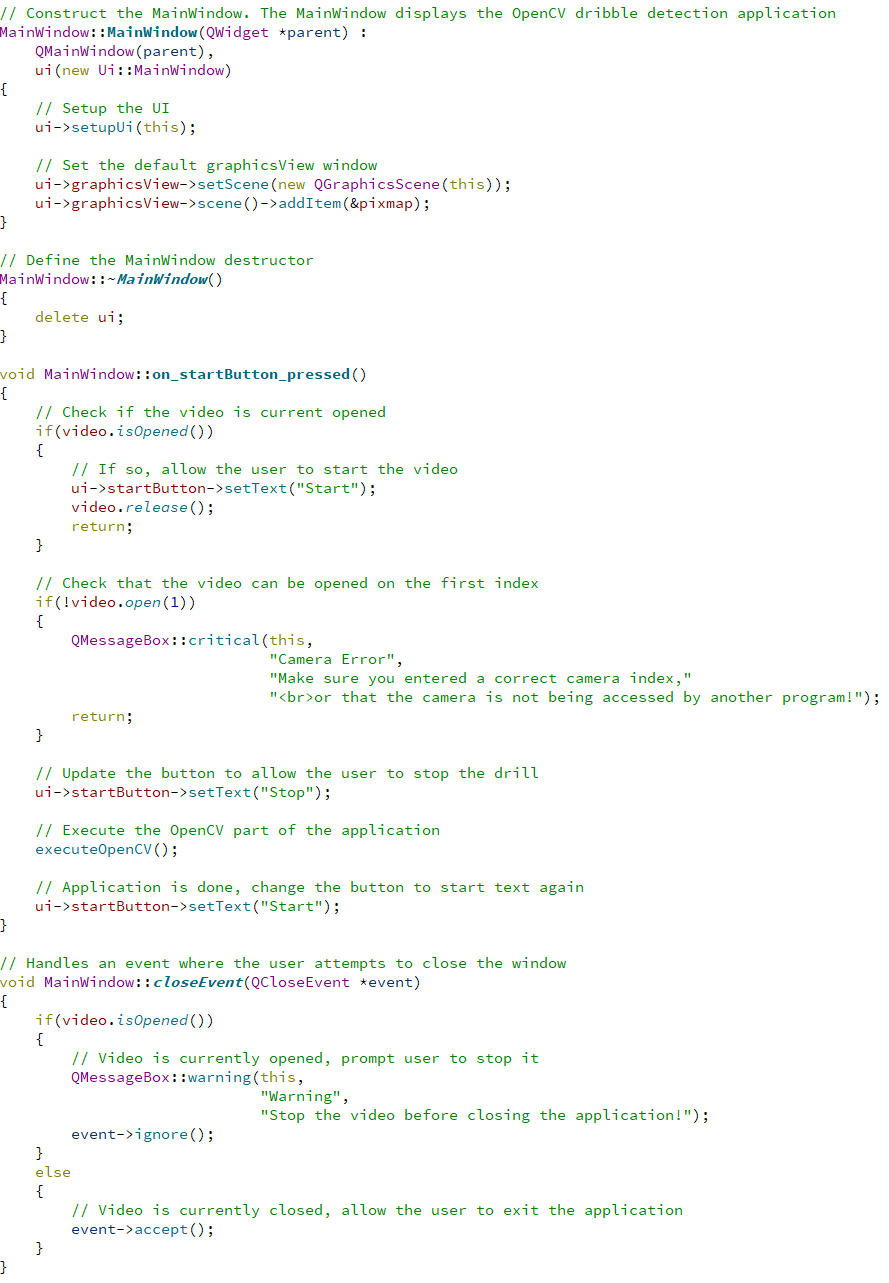 // Construct the MainWindow. The MainWindow displays the OpenCV dribble detection application
MainWindow::MainWindow(QWidget *parent) :
    QMainWindow(parent),
    ui(new Ui::MainWindow)
{
    // Setup the UI
    ui->setupUi(this);

    // Set the default graphicsView window
    ui->graphicsView->setScene(new QGraphicsScene(this));
    ui->graphicsView->scene()->addItem(&pixmap);
}

// Define the MainWindow destructor
MainWindow::~MainWindow()
{
    delete ui;
}

void MainWindow::on_startButton_pressed()
{
    // Check if the video is current opened
    if(video.isOpened())
    {
        // If so, allow the user to start the video
        ui->startButton->setText("Start");
        video.release();
        return;
    }

    // Check that the video can be opened on the first index
    if(!video.open(1))
    {
        QMessageBox::critical(this,
                              "Camera Error",
                              "Make sure you entered a correct camera index,"
                              "<br>or that the camera is not being accessed by another program!");
        return;
    }

    // Update the button to allow the user to stop the drill
    ui->startButton->setText("Stop");

    // Execute the OpenCV part of the application
    executeOpenCV();

    // Application is done, change the button to start text again
    ui->startButton->setText("Start");
}

// Handles an event where the user attempts to close the window
void MainWindow::closeEvent(QCloseEvent *event)
{
    if(video.isOpened())
    {
        // Video is currently opened, prompt user to stop it
        QMessageBox::warning(this,
                             "Warning",
                             "Stop the video before closing the application!");
        event->ignore();
    }
    else
    {
        // Video is currently closed, allow the user to exit the application
        event->accept();
    }
}